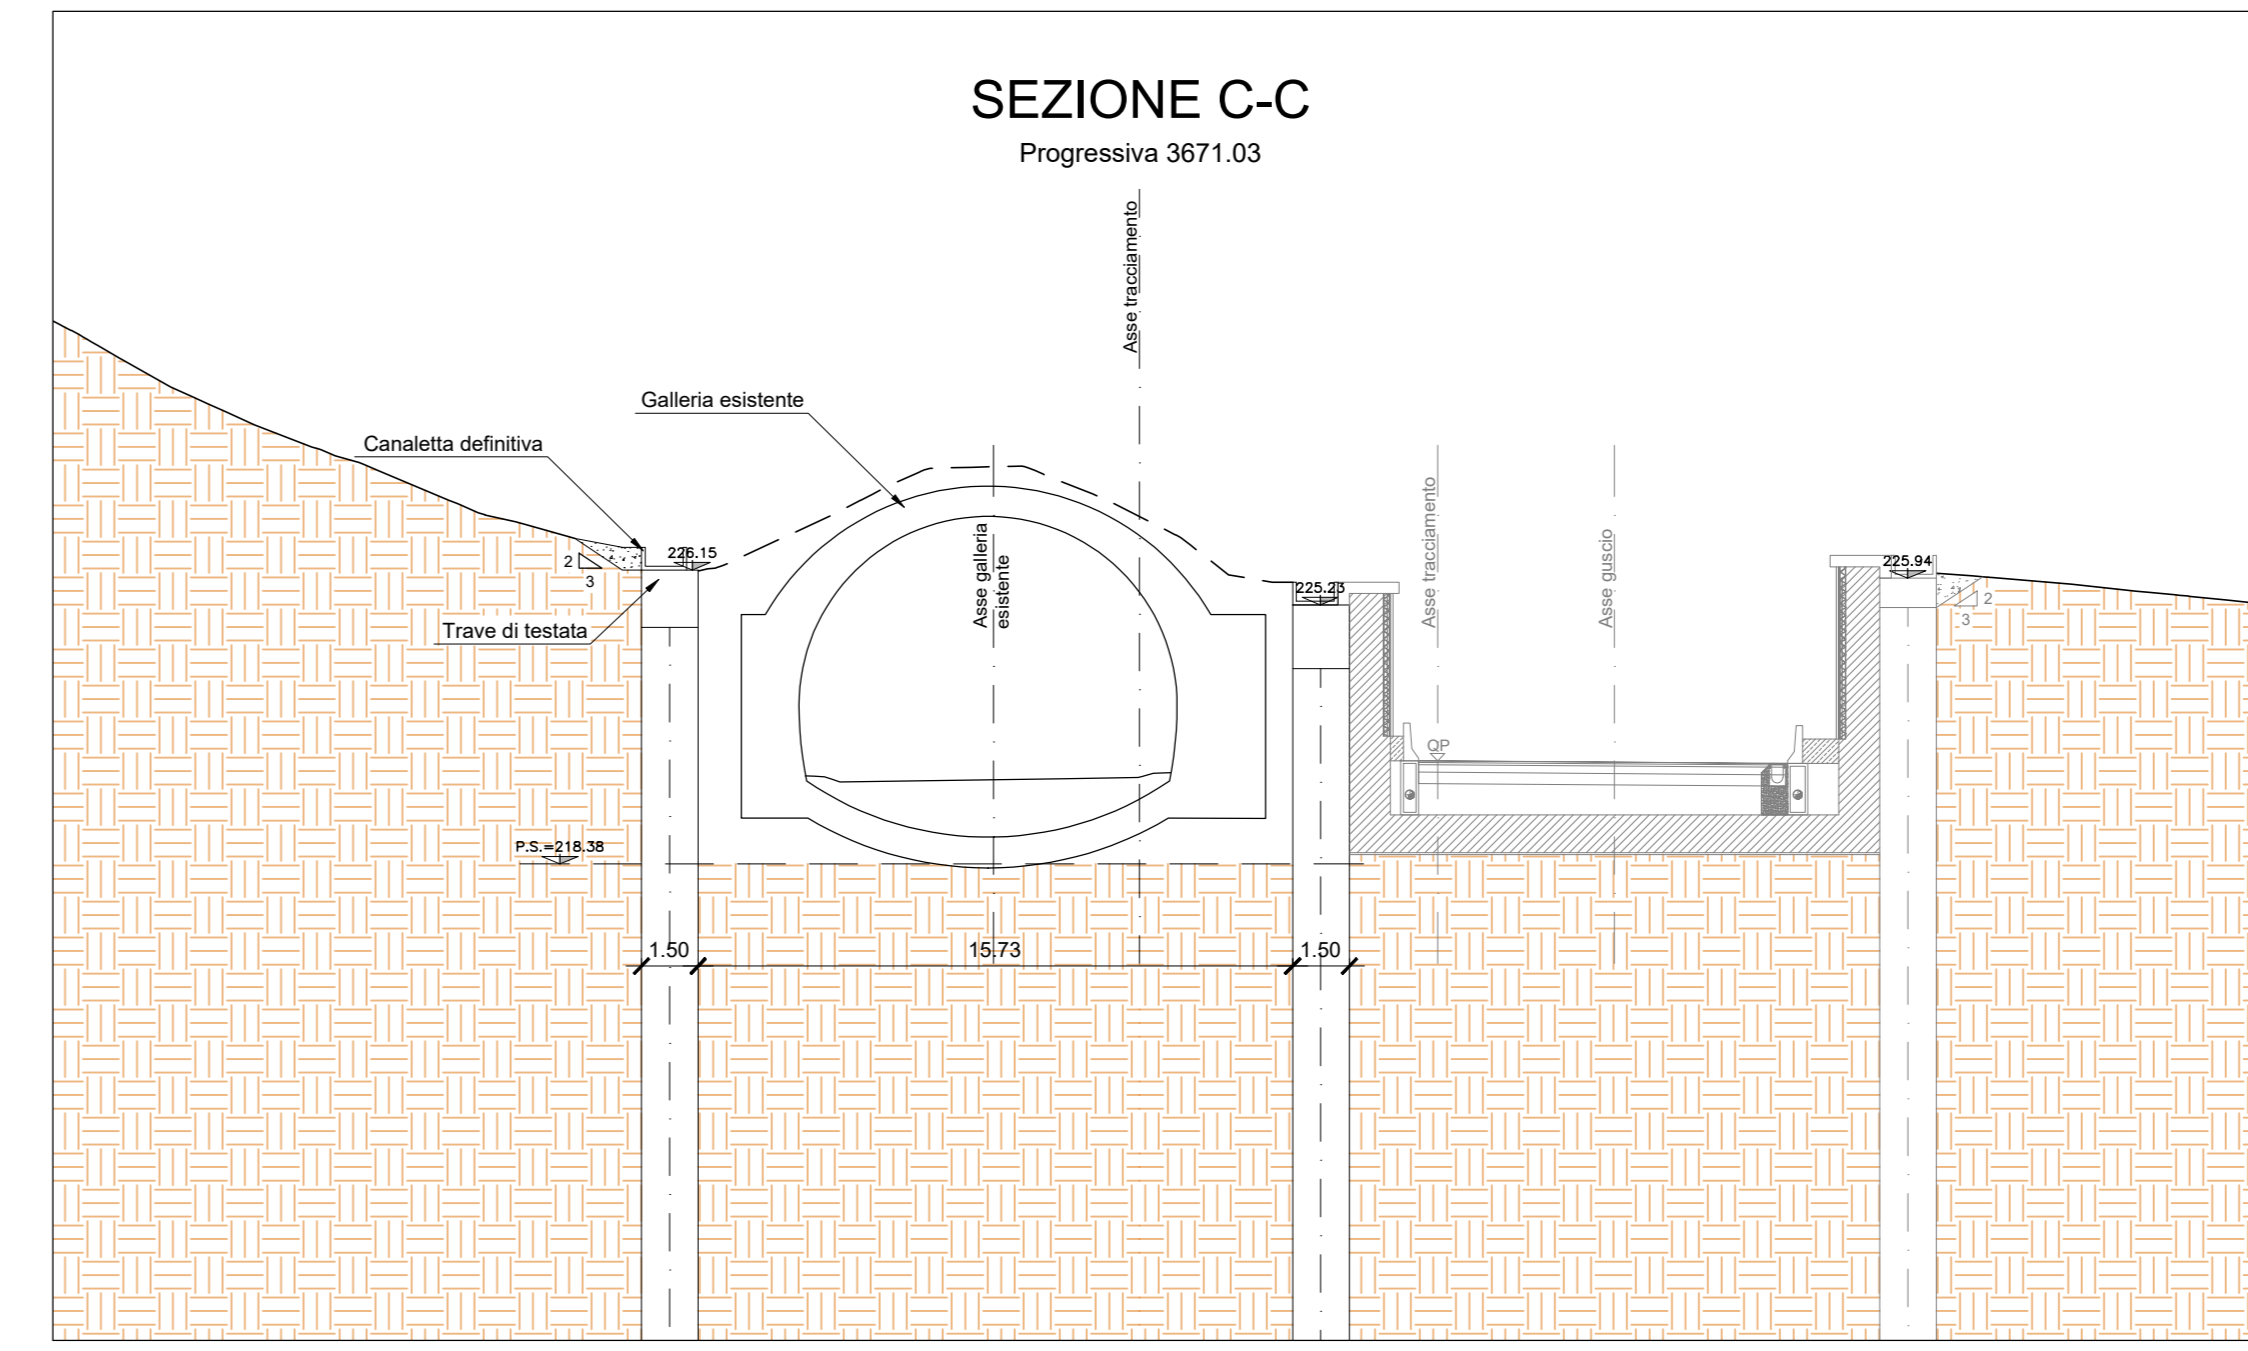 SEZIONE C-C
Progressiva 3671.03
Asse tracciamento
Galleria esistente
Canaletta definitiva
226.15
2
3
Trave di testata
Asse galleria
esistente
225.23
Asse tracciamento
Asse guscio
225.94
2
3
QP
P.S.=218.38
1.50
15.73
1.50